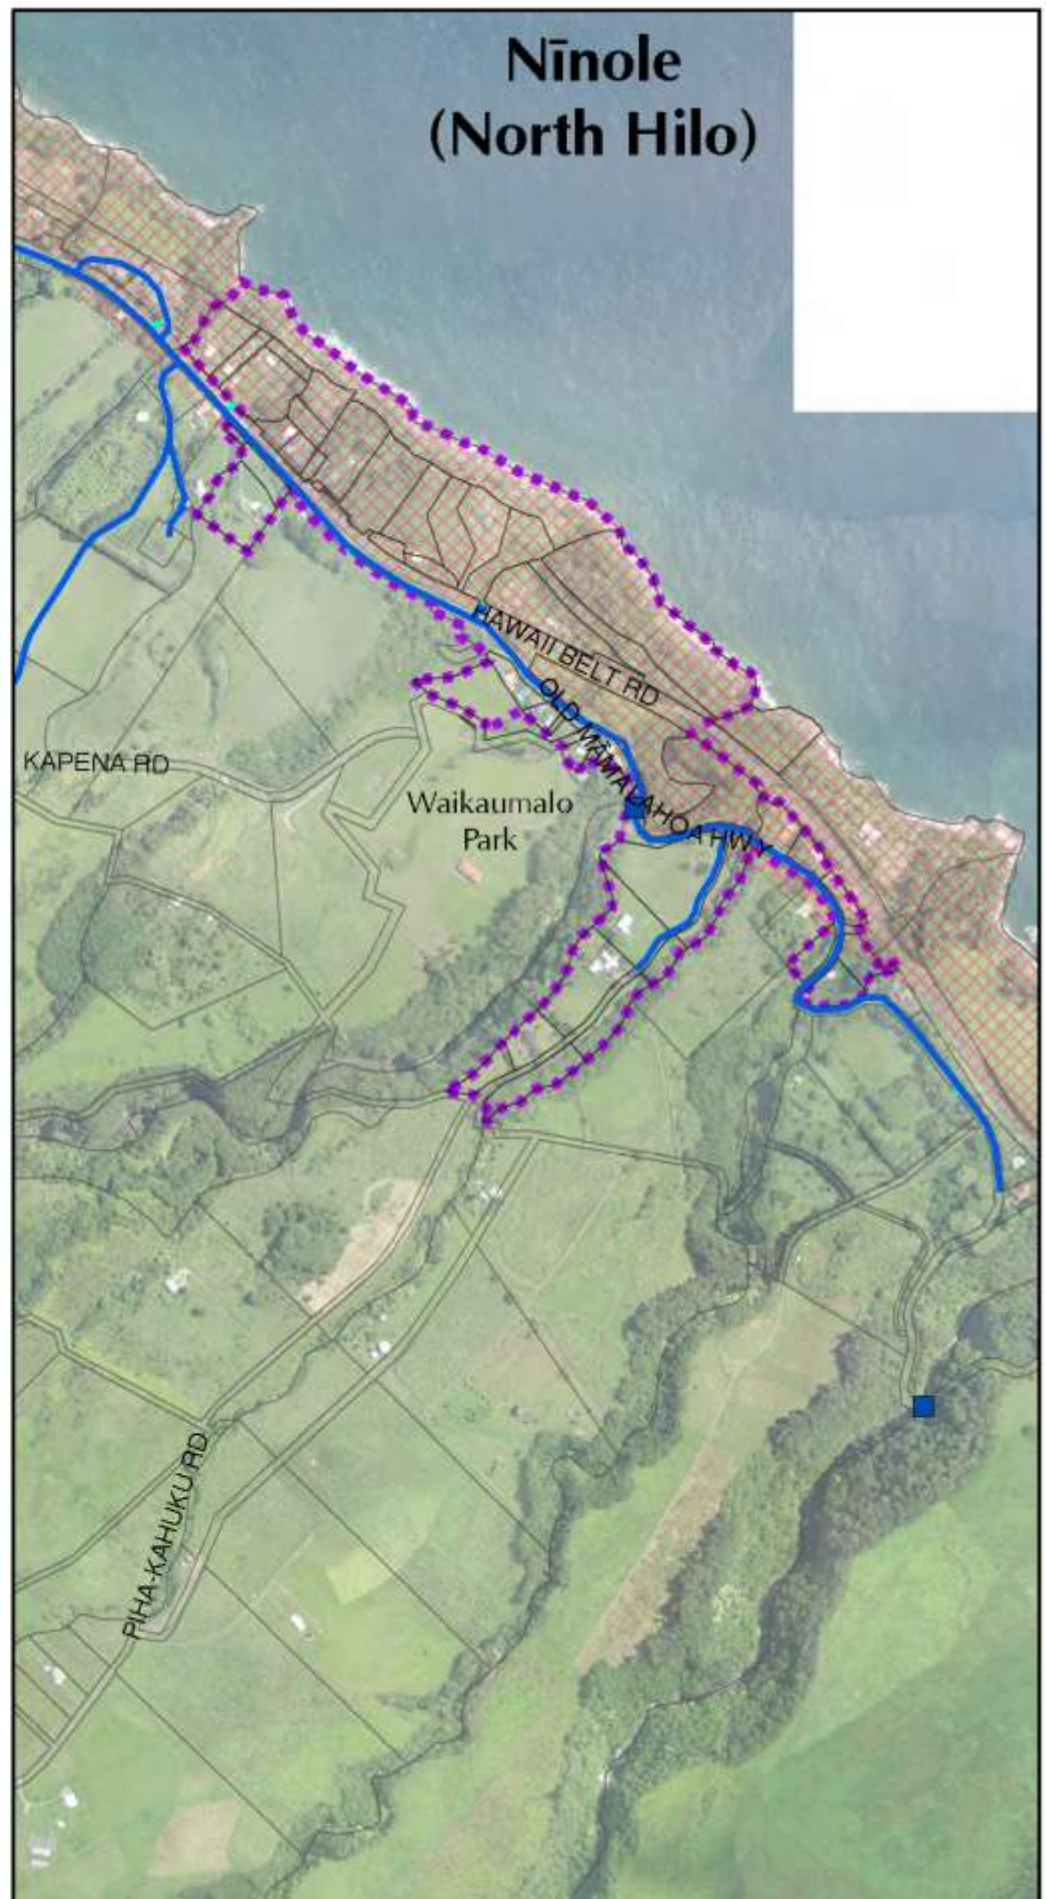 Nīnole
(North Hilo)
HAWAII BELT RD
OLD MĀMALAHOA HWY
KAPENA RD
Waikaumalo
Park
PIHA-KAHUKU RD